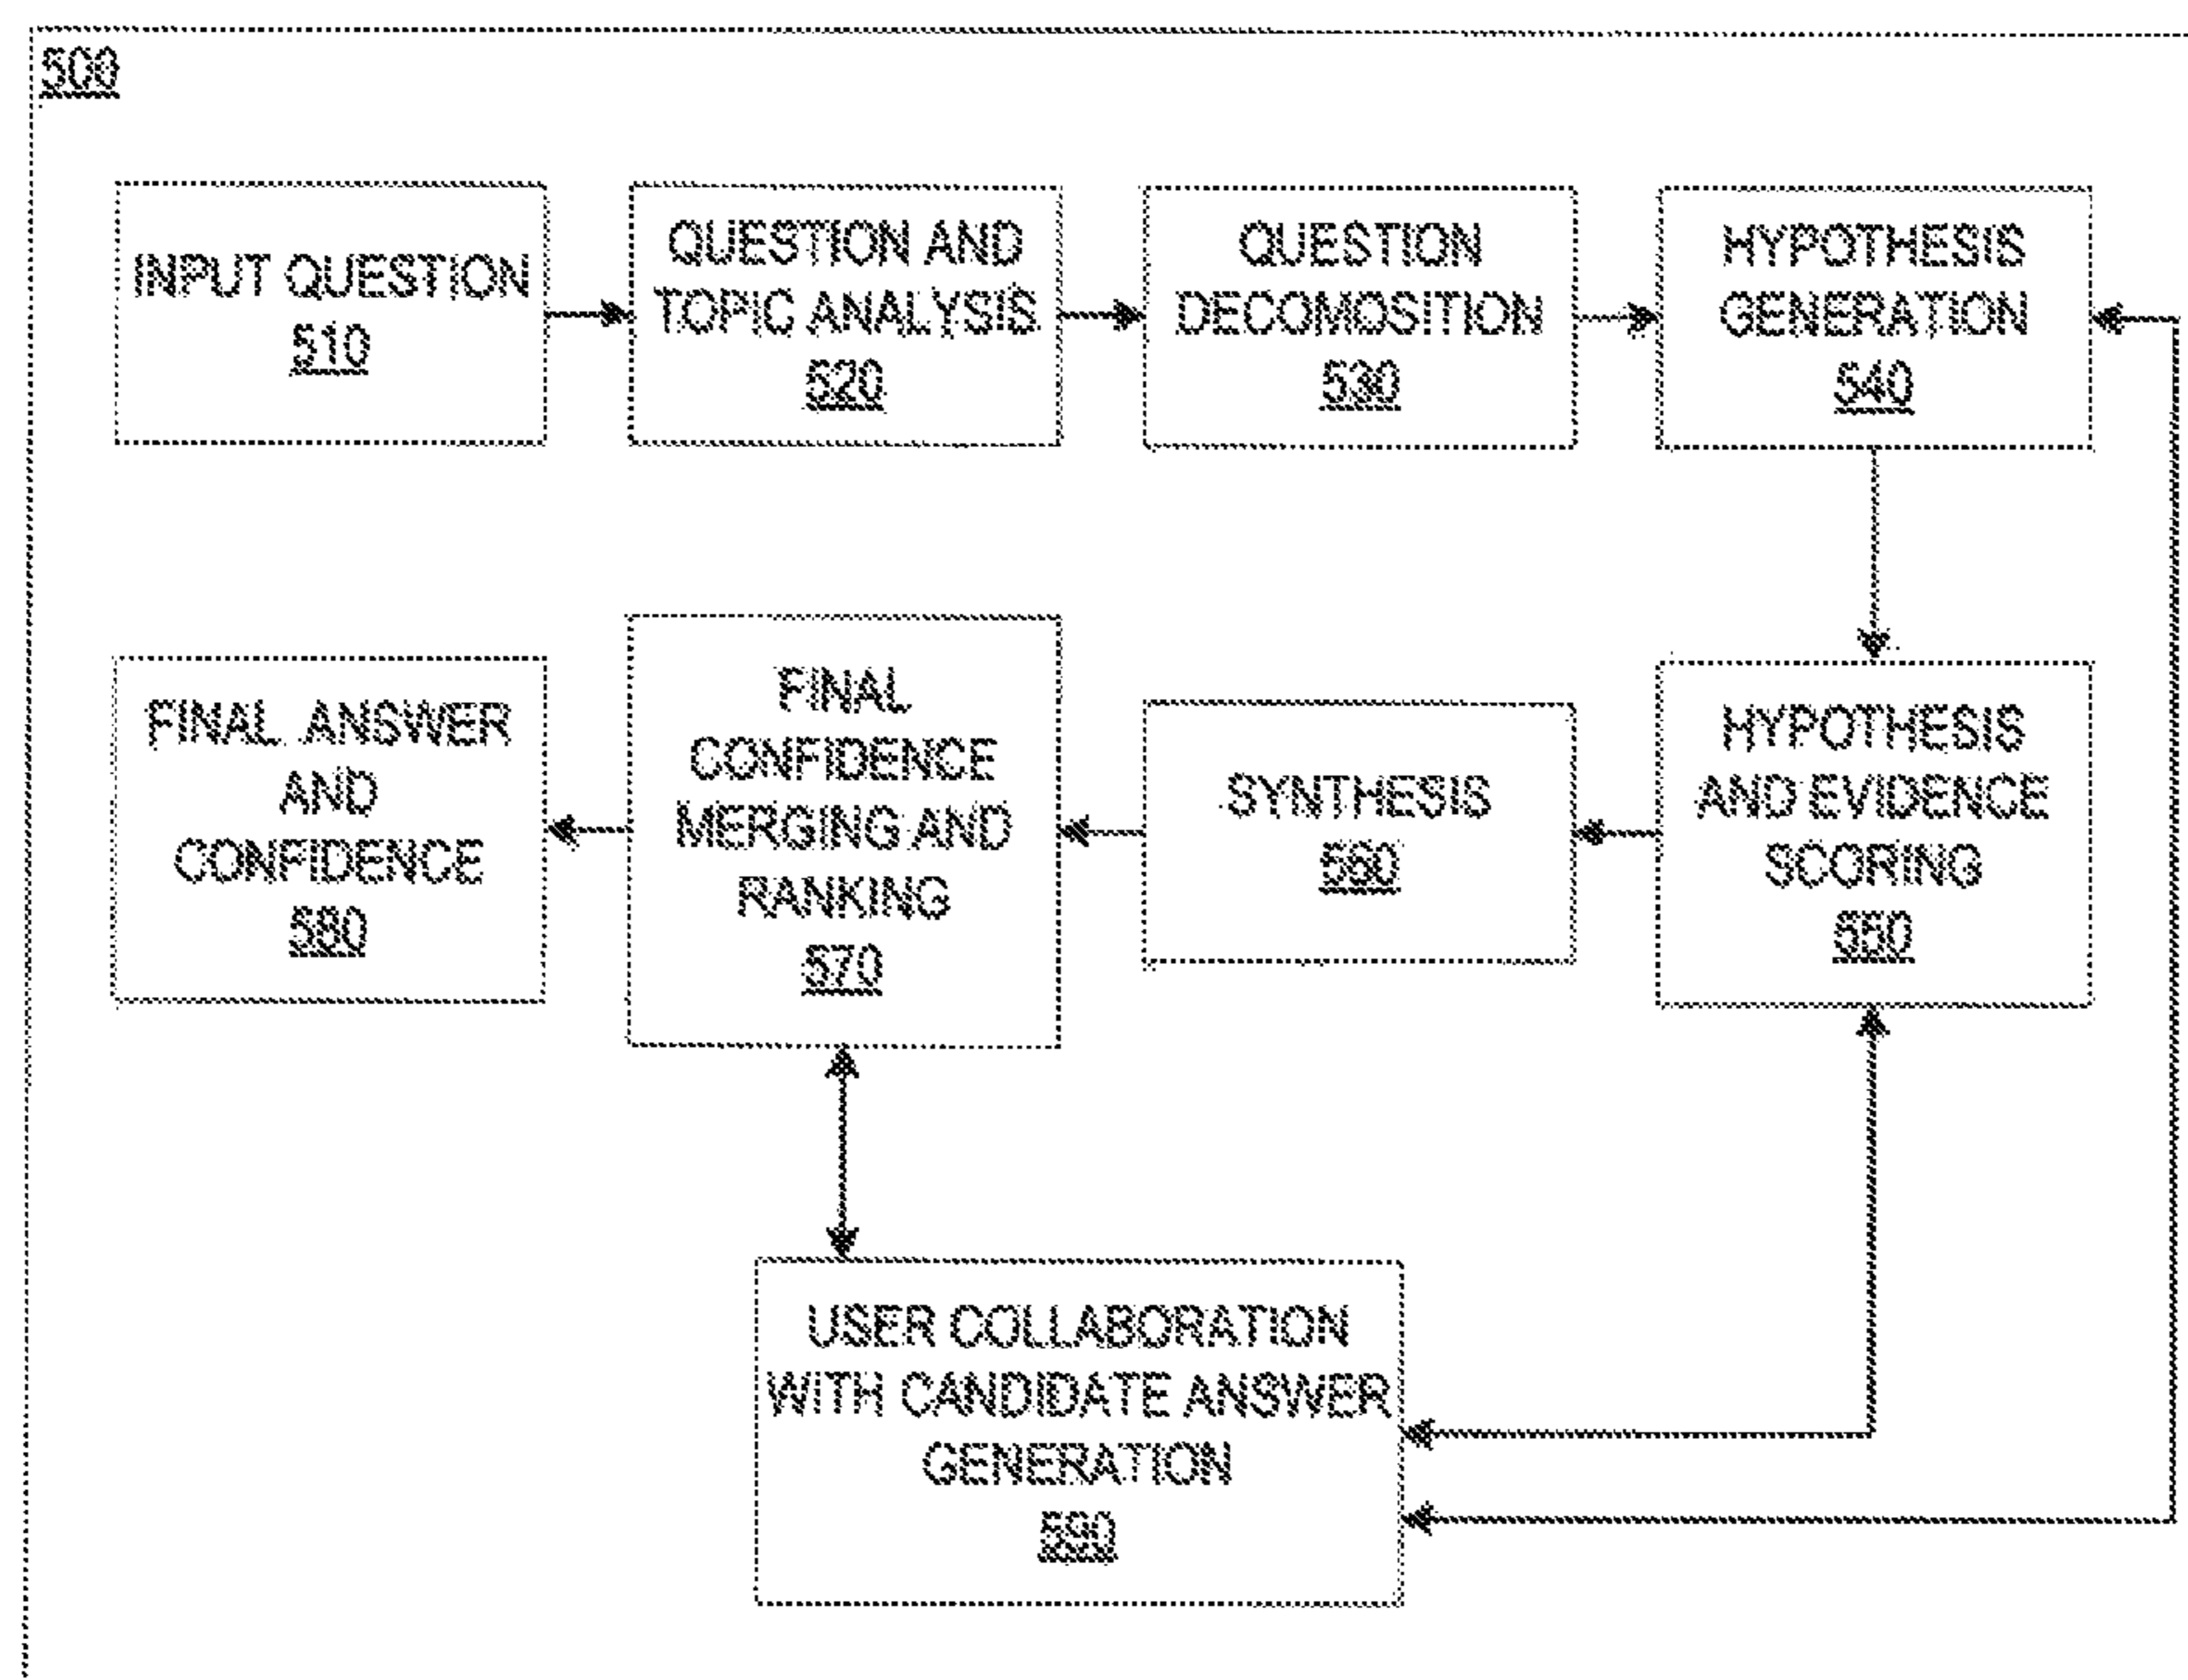 500
INPUT QUESTION
510
QUESTION AND
TOPIC ANALYSIS
520
QUESTION
DECOMOSITION
530
HYPOTHESIS
GENERATION
540
FINAL ANSWER
AND
CONFIDENCE
580
FINAL
CONFIDENCE
MERGING AND
RANKING
570
SYNTHESIS
560
HYPOTHESIS
AND EVIDENCE
SCORING
550
USER COLLABORATION
WITH CANDIDATE ANSWER
GENERATION
590